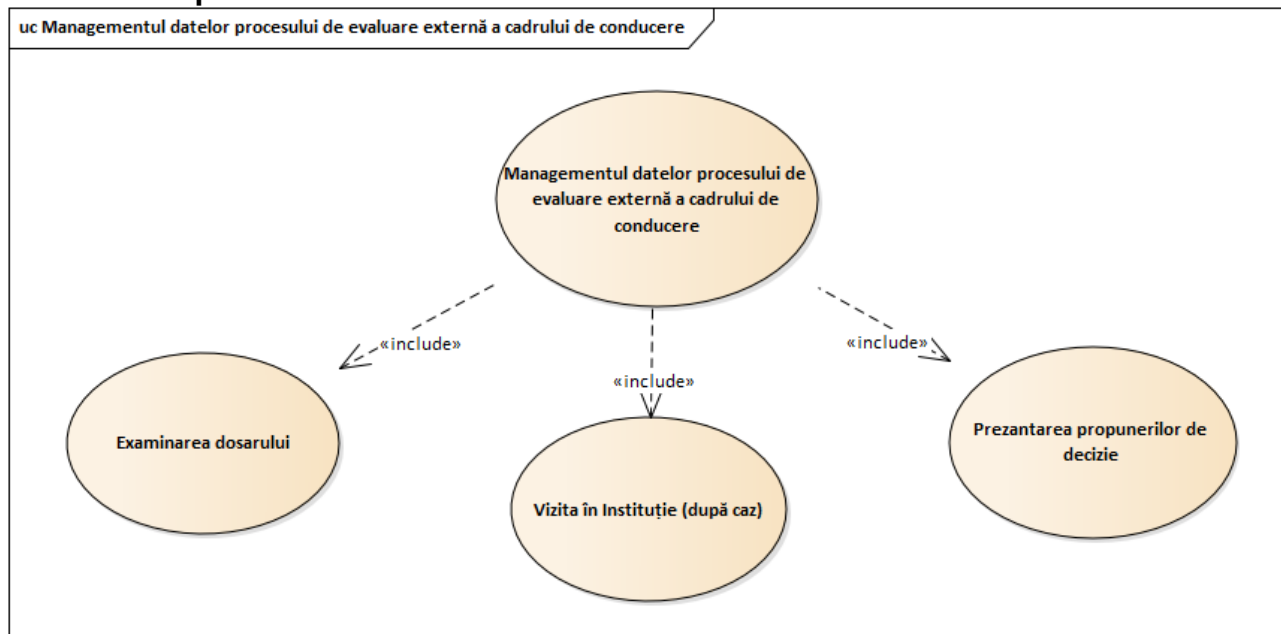 uc Managementul datelor procesului de evaluare externă a cadrului de conducere
Managementul datelor procesului de
evaluare externă a cadrului de
conducere
«include»
«include»
«include»
Examinarea dosarului
Vizita în Instituție (după caz)
Prezantarea propunerilor de
decizie